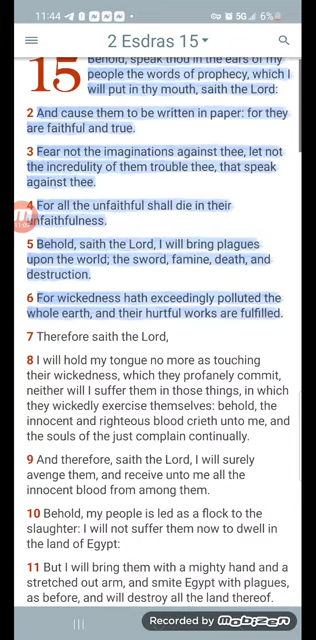 11:44
5G 6%
2 Esdras 15
15 Behold, speak thou in the ears of my
people the words of prophecy, which I
will put in thy mouth, saith the Lord:
2 And cause them to be written in paper: for they
are faithful and true.
3 Fear not the imaginations against thee, let not
the incredulity of them trouble thee, that speak
against thee.
4 For all the unfaithful shall die in their
unfaithfulness.
5 Behold, saith the Lord, I will bring plagues
upon the world; the sword, famine, death, and
destruction.
6 For wickedness hath exceedingly polluted the
whole earth, and their hurtful works are fulfilled.
7 Therefore saith the Lord,
8 I will hold my tongue no more as touching
their wickedness, which they profanely commit,
neither will I suffer them in those things, in which
they wickedly exercise themselves: behold, the
innocent and righteous blood crieth unto me, and
the souls of the just complain continually.
9 And therefore, saith the Lord, I will surely
avenge them, and receive unto me all the
innocent blood from among them.
10 Behold, my people is led as a flock to the
slaughter: I will not suffer them now to dwell in
the land of Egypt:
11 But I will bring them with a mighty hand and a
stretched out arm, and smite Egypt with plagues,
as before, and will destroy all the land thereof.
Recorded by Mobizen